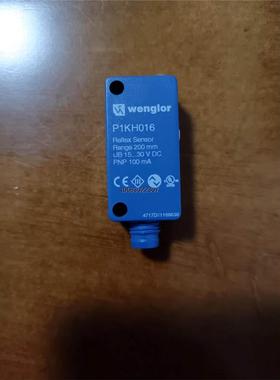 wenglor
P1KH016
Reflex Sensor
Range 200 mm
UB 15...30 V DC
PNP 100 mA